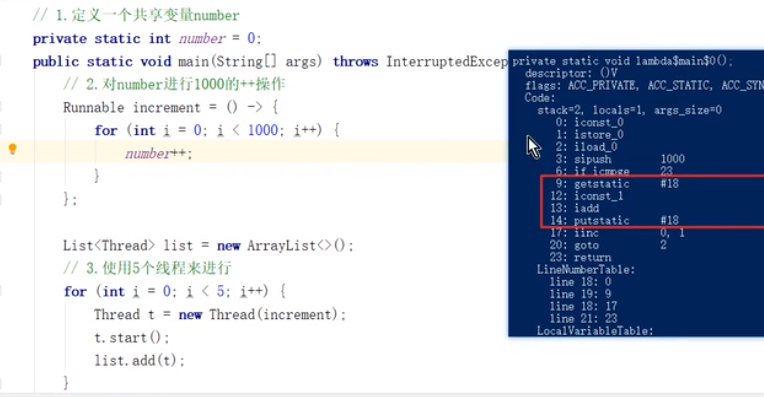 // 1.定义一个共享变量number
private static int number = 0;
public static void main(String[] args) throws InterruptedExcep
// 2.对number进行1000的++操作
Runnable increment = () -> {
for (int i = 0; i < 1000; i++) {
number++;
}
};
List<Thread> list = new ArrayList<>();
// 3.使用5个线程来进行
for (int i = 0; i < 5; i++) {
Thread t = new Thread(increment);
t.start();
list.add(t);
}
private static void lambda$main$0();
descriptor: ()V
flags: ACC_PRIVATE, ACC_STATIC, ACC_SYN
Code:
stack=2, locals=1, args_size=0
0: iconst_0
1: istore_0
2: iload_0
3: sipush 1000
6: if_icmpge 23
9: getstatic #18
12: iconst_1
13: iadd
14: putstatic #18
17: iinc 0, 1
20: goto 2
23: return
LineNumberTable:
line 18: 0
line 19: 9
line 18: 17
line 21: 23
LocalVariableTable: